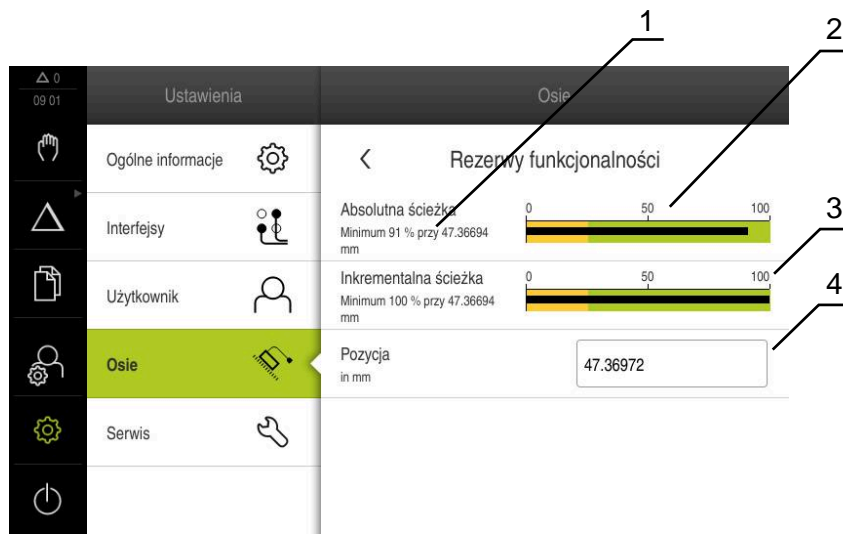 1
2
△ 0
09 01
Ustawienia
Osie
Ogólne informacje
Rezerwy funkcjonalności
Absolutna ścieżka
Minimum 91 % przy 47.36694
mm
0 50 100
3
Interfejsy
Inkrementalna ścieżka
Minimum 100 % przy 47.36694
mm
0 50 100
4
Użytkownik
Pozycja
in mm
47.36972
Osie
Serwis